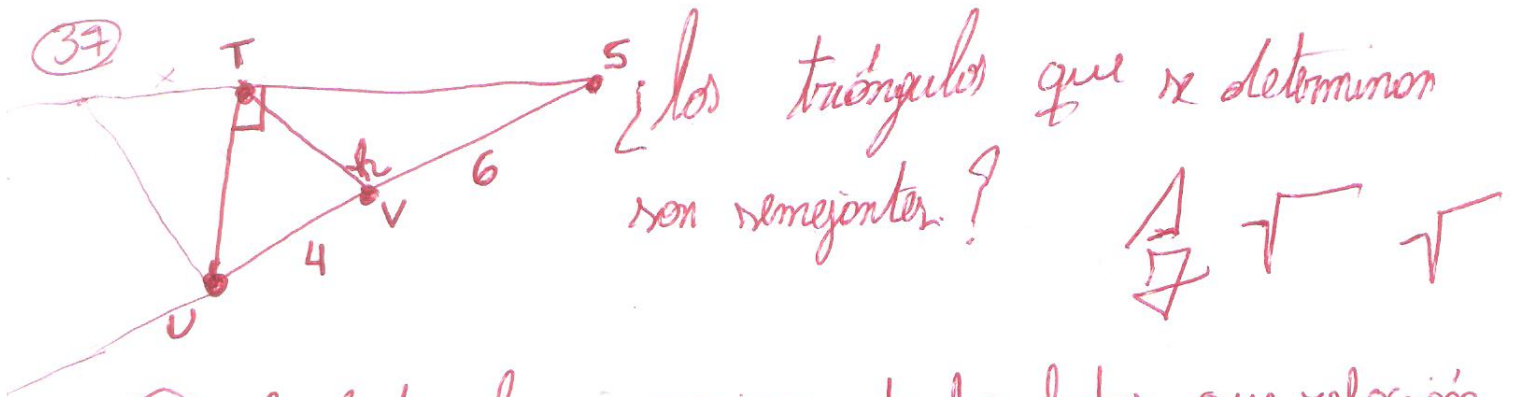 37
T
S
x
h
6
V
4
U
¿los triángulos que se determinan
son semejantes?